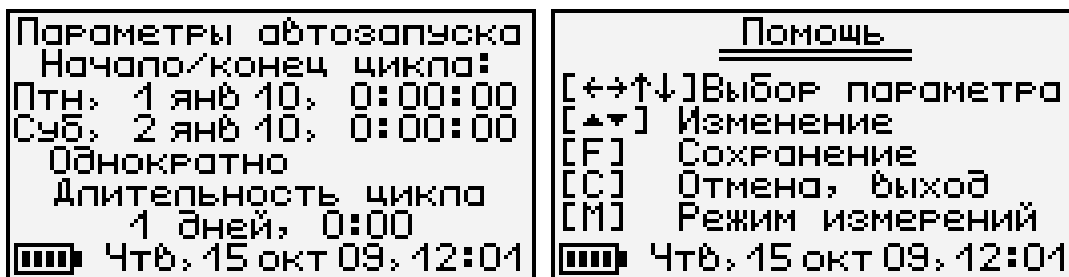 Параметры автозапуска
Начало/конец цикла:
Птн, 1 янв 10, 0:00:00
Суб, 2 янв 10, 0:00:00
Однократно
Длительность цикла
1 дней, 0:00
Чтв, 15 окт 09, 12:01
Помощь
[←→↑↓]Выбор параметра
[▲▼] Изменение
[F] Сохранение
[C] Отмена, выход
[M] Режим измерений
Чтв, 15 окт 09, 12:01